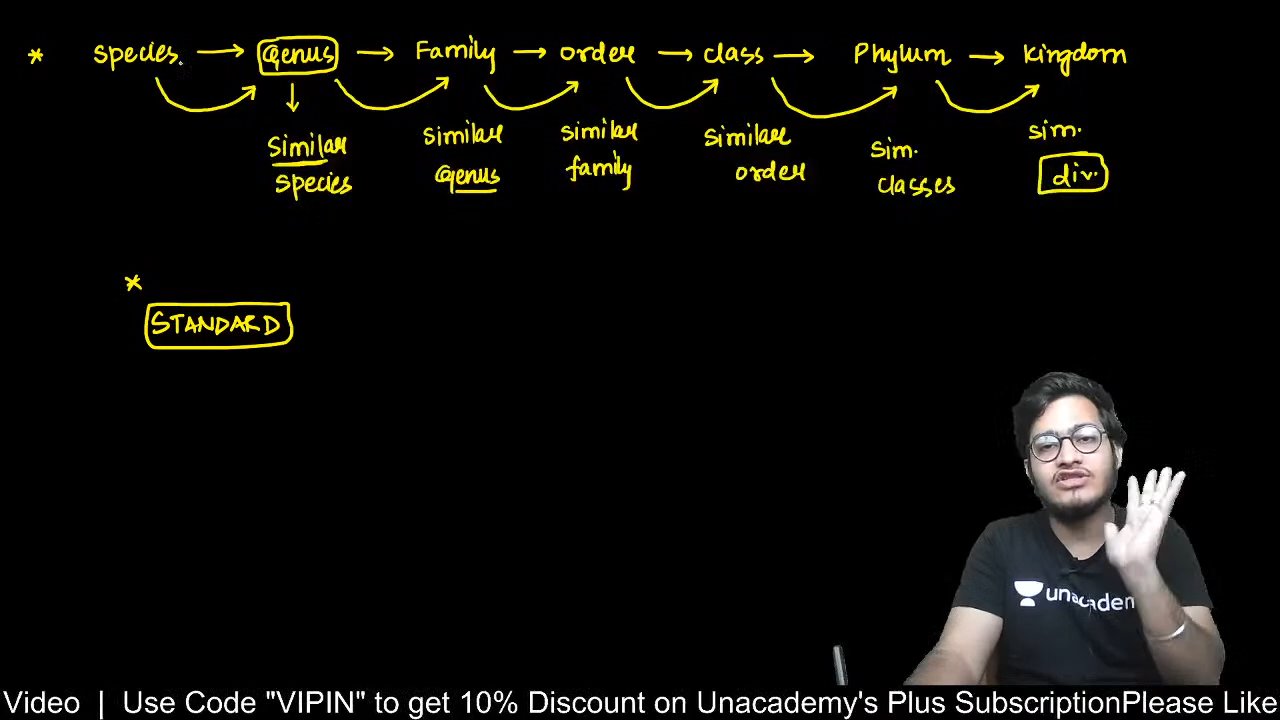 * Species → Genus → Family → order → class → Phylum → Kingdom
Similar species
similar Genus
similar family
similar order
sim. classes
sim. div.
*
STANDARD
unacadem
Video | Use Code "VIPIN" to get 10% Discount on Unacademy's Plus SubscriptionPlease Like